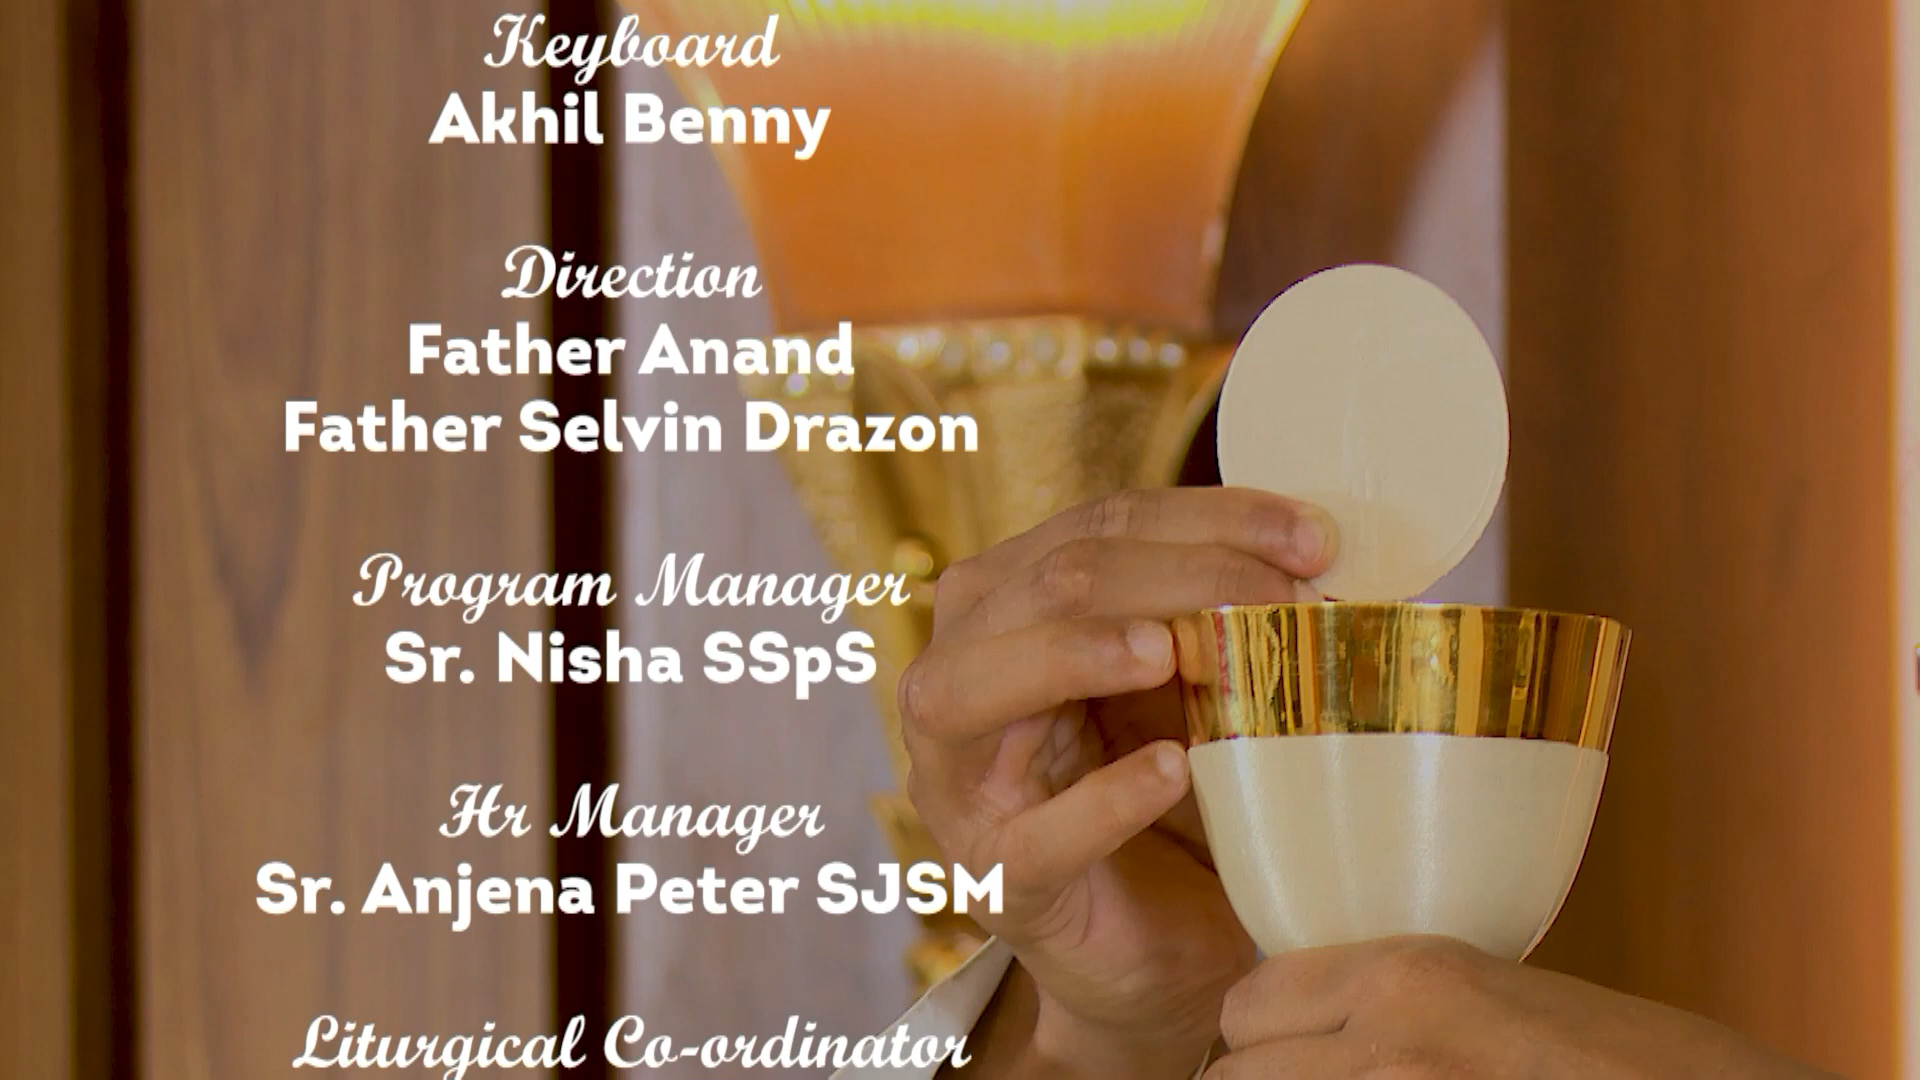 Keyboard
Akhil Benny
Direction
Father Anand
Father Selvin Drazon
Program Manager
Sr. Nisha SSpS
Hr Manager
Sr. Anjena Peter SJSM
Liturgical Co-ordinator